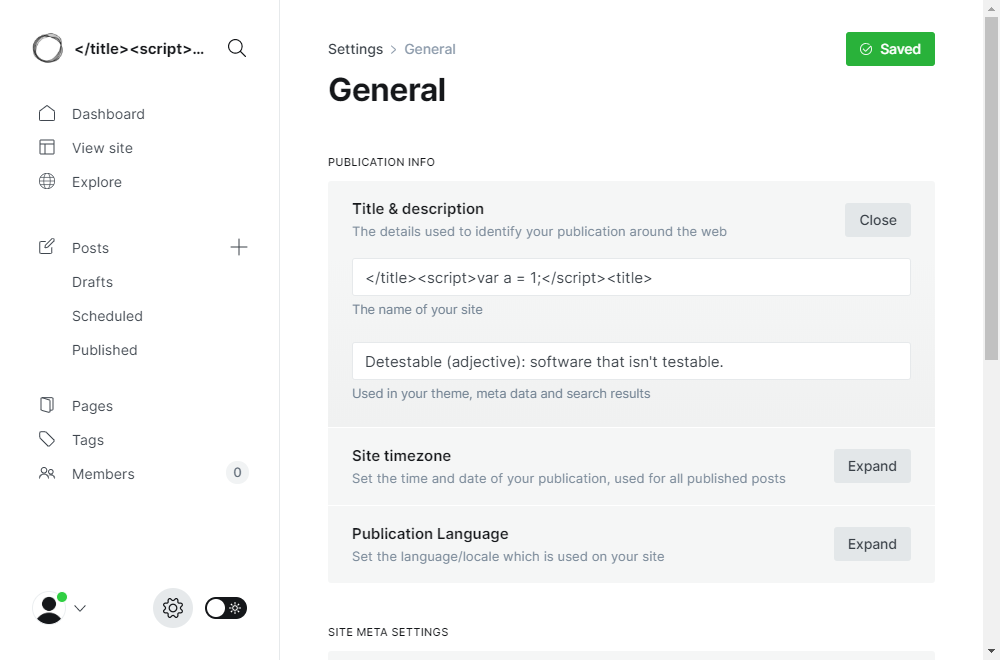 </title><script>...
Dashboard
View site
Explore
Posts
Drafts
Scheduled
Published
Pages
Tags
Members 0
Settings > General
Saved
General
PUBLICATION INFO
Title & description
The details used to identify your publication around the web
Close
</title><script>var a = 1;</script><title>
The name of your site
Detestable (adjective): software that isn't testable.
Used in your theme, meta data and search results
Site timezone
Set the time and date of your publication, used for all published posts
Expand
Publication Language
Set the language/locale which is used on your site
Expand
SITE META SETTINGS